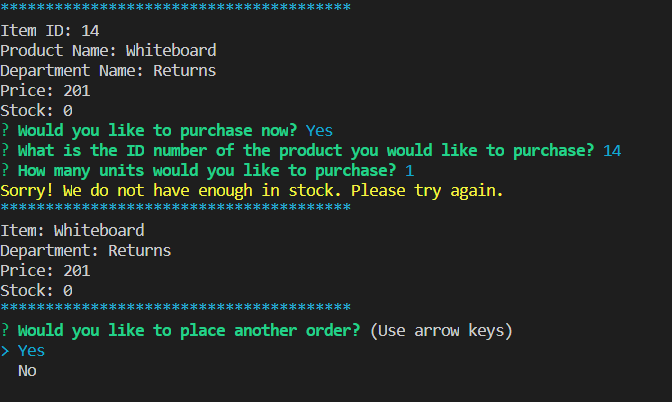 ***************************************
Item ID: 14
Product Name: Whiteboard
Department Name: Returns
Price: 201
Stock: 0
? Would you like to purchase now? Yes
? What is the ID number of the product you would like to purchase? 14
? How many units would you like to purchase? 1
Sorry! We do not have enough in stock. Please try again.
***************************************
Item: Whiteboard
Department: Returns
Price: 201
Stock: 0
***************************************
? Would you like to place another order? (Use arrow keys)
> Yes
  No